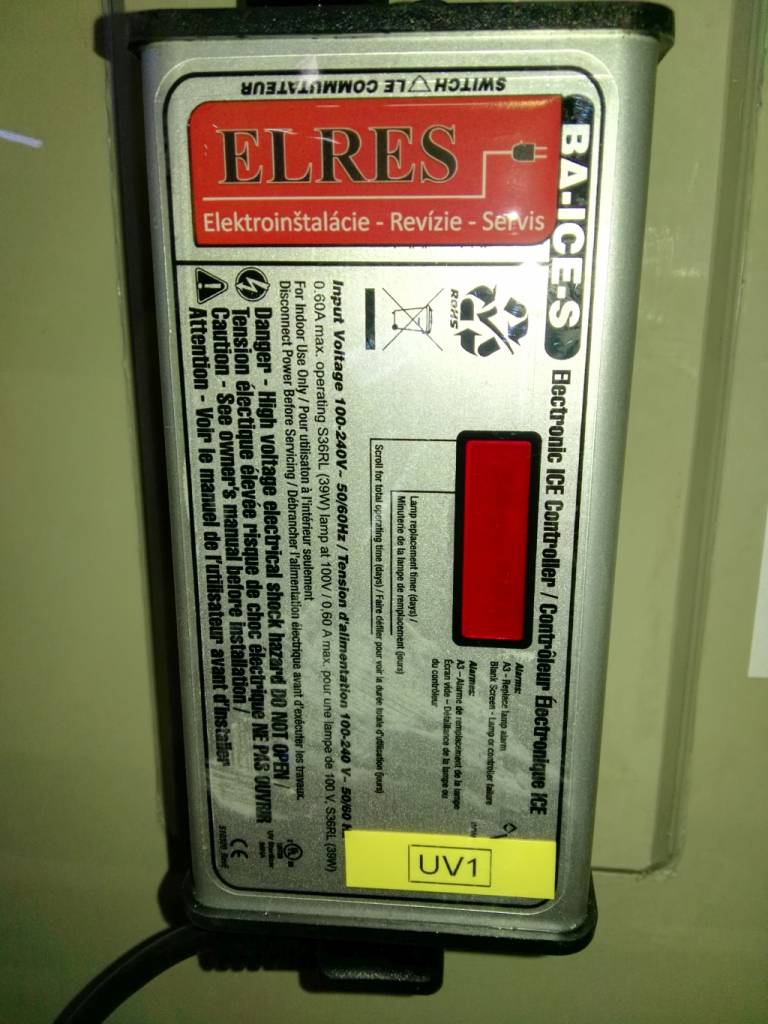 SWITCH LE COMMUTATEUR
ELRES
Elektroinštalácie - Revízie - Servis
BA-ICE-S Electronic ICE Controller / Contrôleur Électronique ICE
RoHS
Alarms:
A3 - Replace lamp alarm
Blank Screen - Lamp or controller failure
Alarmes:
A3 – Alarme de remplacement de la lampe
Écran vide – Défaillance de la lampe ou
du contrôleur
Lamp replacement timer (days) /
Minuterie de la lampe de remplacement (jours)
Scroll for total operating time (days) / Faire défiler pour voir la durée totale d'utilisation (jours)
Input Voltage 100-240V~ 50/60Hz / Tension d'alimentation 100-240 V~ 50/60
0.60A max. operating S36RL (39W) lamp at 100V / 0,60 A max. pour une lampe de 100 V, S36RL (39W)
For Indoor Use Only / Pour utilisaton à l'intérieur seulement
Disconnect Power Before Servicing / Débrancher l'alimentation électrique avant d'exécuter les travaux.
Danger - High voltage electrical shock hazard DO NOT OPEN /
Tension électique élevée risque de choc électrique NE PAS OUVRIR
Caution - See owner's manual before installation /
Attention - Voir le manuel de l'utilisateur avant d'installer
CE
UV1